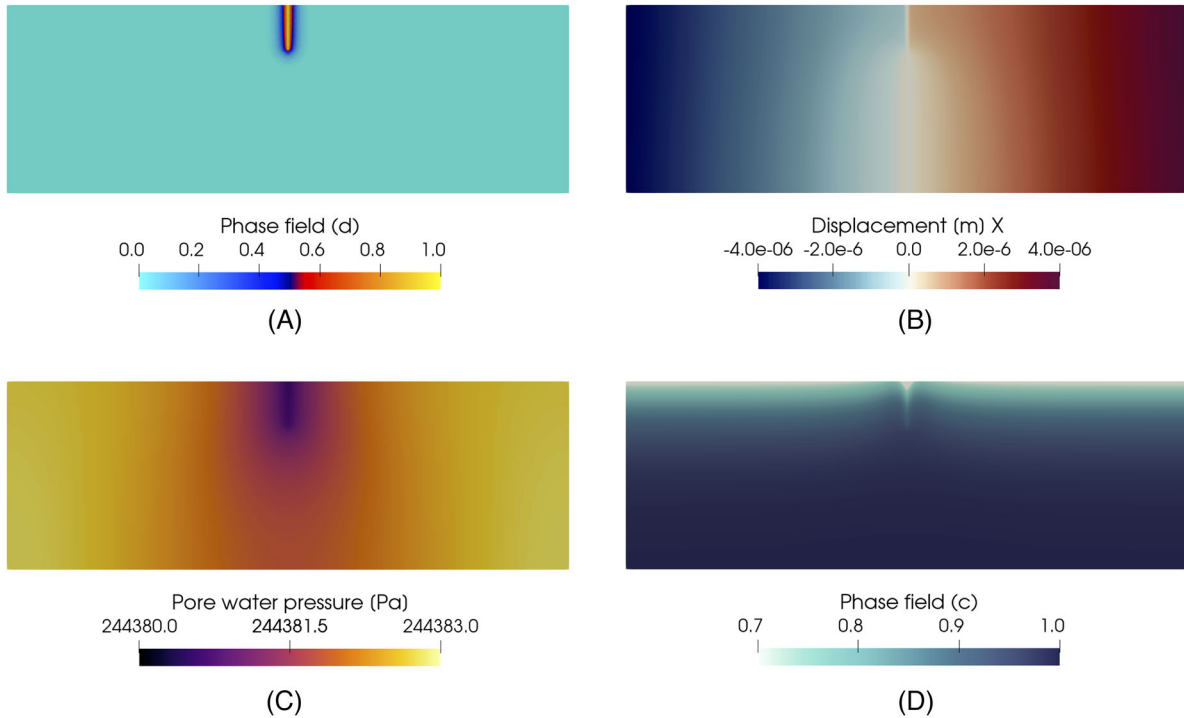 Phase field (d)
0.0 0.2 0.4 0.6 0.8 1.0
(A)
Displacement (m) X
-4.0e-06 -2.0e-6 0.0 2.0e-6 4.0e-06
(B)
Pore water pressure (Pa)
244380.0 244381.5 244383.0
(C)
Phase field (c)
0.7 0.8 0.9 1.0
(D)